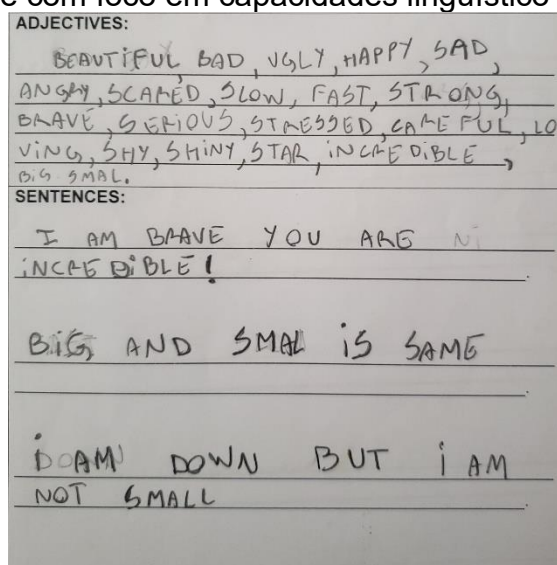 e com foco em capacidades linguístico
ADJECTIVES:
BEAUTIFUL, BAD, UGLY, HAPPY, SAD,
ANGRY, SCARED, SLOW, FAST, STRONG,
BRAVE, SERIOUS, STRESSED, CAREFUL, LO
VING, SHY, SHINY, STAR, INCREDIBLE,
BIG SMAL.
SENTENCES:
I AM BRAVE YOU ARE
INCREDIBLE!
BIG AND SMAL IS SAME
DOWN BUT I AM
NOT SMALL